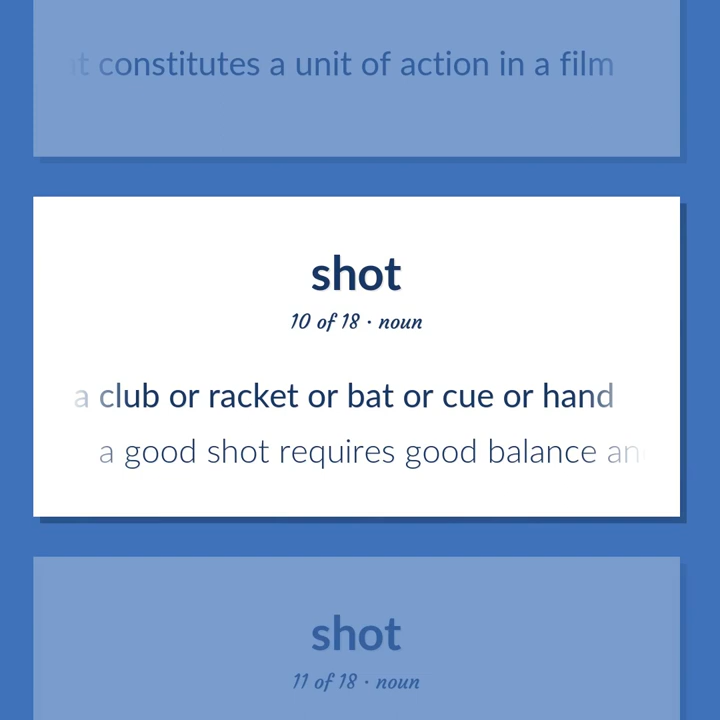 constitutes a unit of action in a film
shot
10 of 18 · noun
a club or racket or bat or cue or hand
a good shot requires good balance
shot
11 of 18 · noun